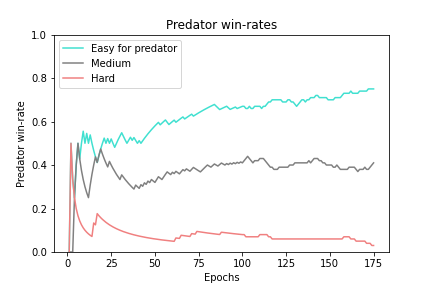 Predator win-rates
Easy for predator
Medium
Hard
Predator win-rate
1.0
0.8
0.6
0.4
0.2
0.0
0 25 50 75 100 125 150 175
Epochs